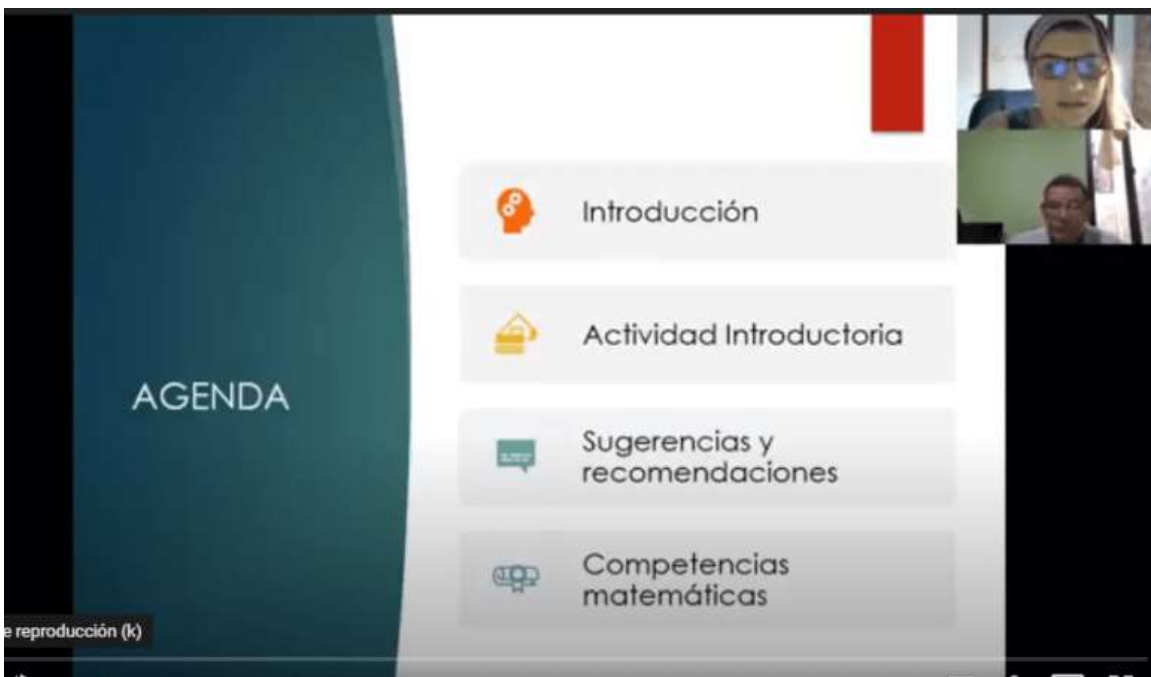 AGENDA
Introducción
Actividad Introductoria
Sugerencias y
recomendaciones
Competencias
matemáticas
e reproducción (k)